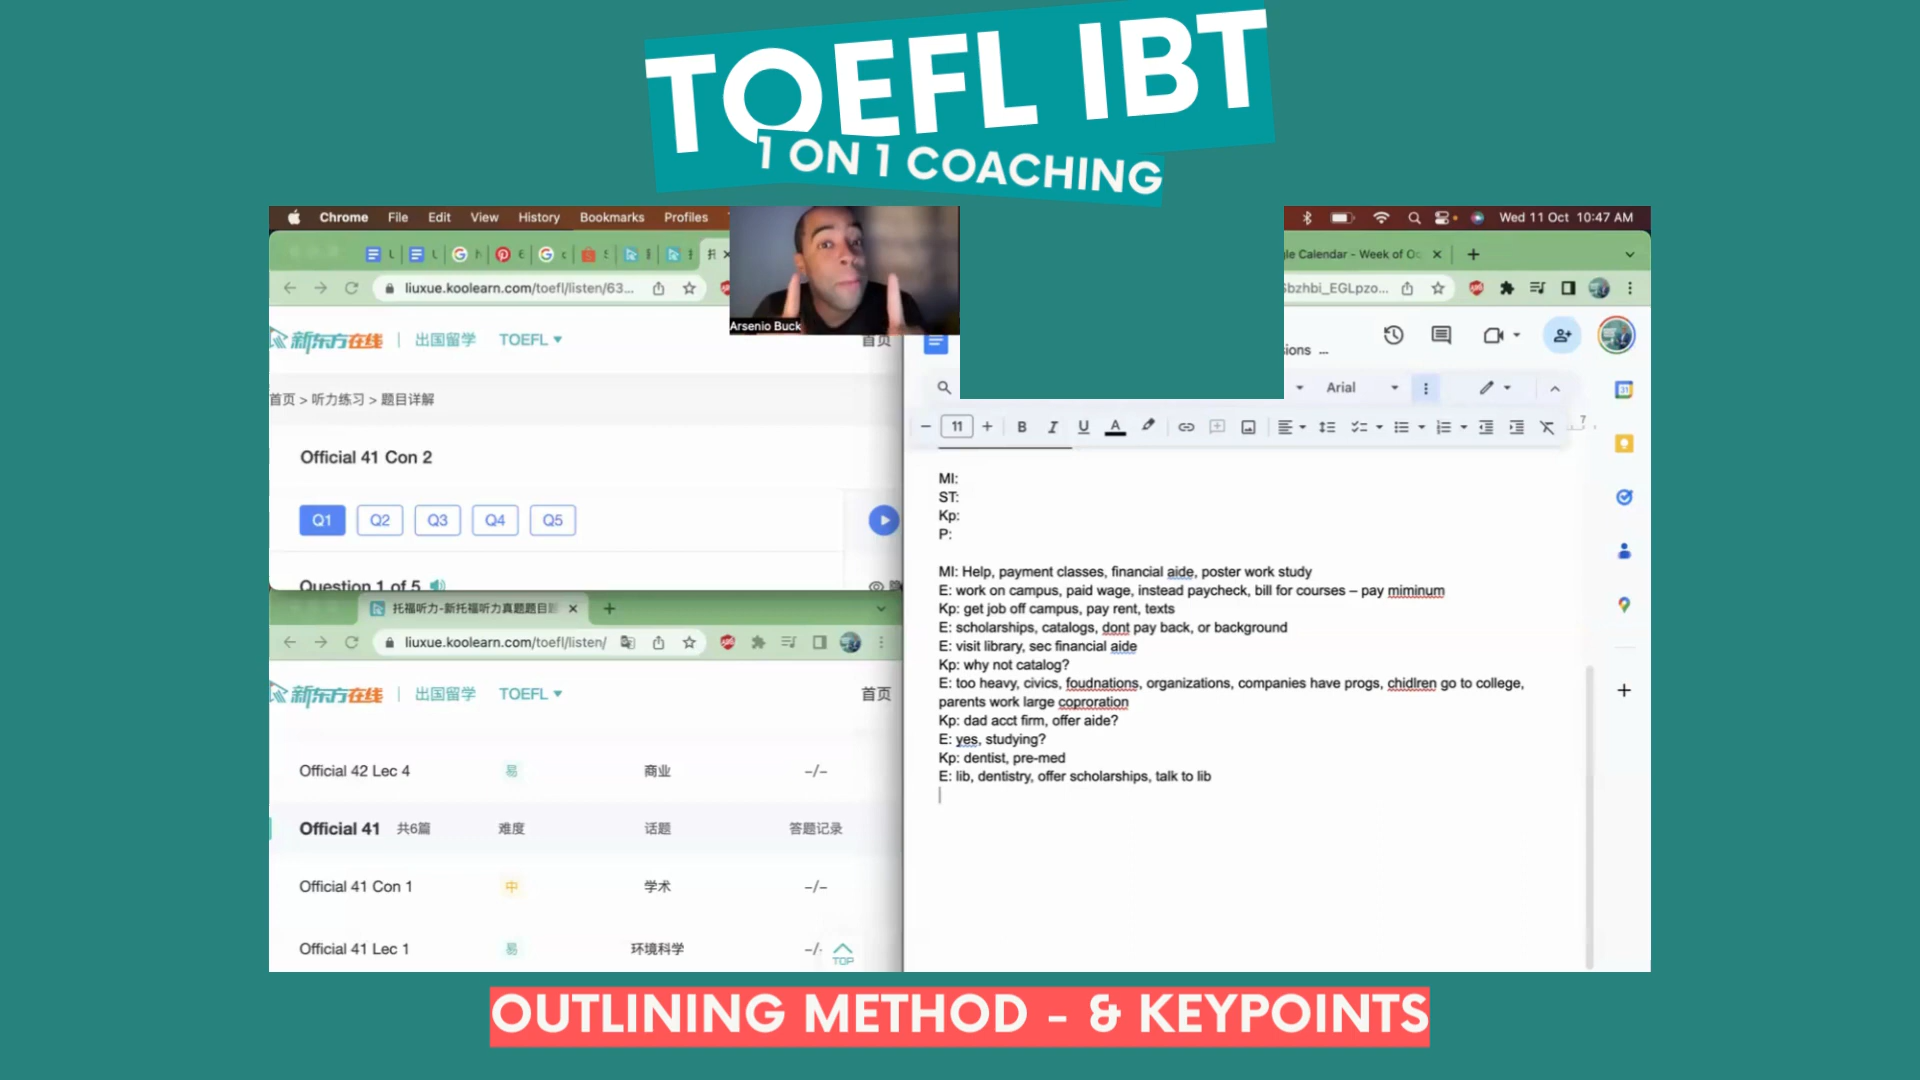 TOEFL IBT
1 ON 1 COACHING
Chrome File Edit View History Bookmarks Profiles
Wed 11 Oct 10:47 AM
liuxue.koolearn.com/toefl/listen/63...
Arsenio Buck
le Calendar - Week of Oc
bzhbi_EGLpzo...
新东方在线 | 出国留学 TOEFL
首页
ions ...
Arial
首页 > 听力练习 > 题目详解
11
B I U A
7
Official 41 Con 2
Q1 Q2 Q3 Q4 Q5
Question 1 of 5
托福听力-新托福听力真题题目
liuxue.koolearn.com/toefl/listen/
新东方在线 | 出国留学 TOEFL
首页
Official 42 Lec 4 易 商业 –/–
Official 41 共6篇 难度 话题 答题记录
Official 41 Con 1 中 学术 –/–
Official 41 Lec 1 易 环境科学 –/-
TOP
MI:
ST:
Kp:
P:
MI: Help, payment classes, financial aide, poster work study
E: work on campus, paid wage, instead paycheck, bill for courses – pay miminum
Kp: get job off campus, pay rent, texts
E: scholarships, catalogs, dont pay back, or background
E: visit library, sec financial aide
Kp: why not catalog?
E: too heavy, civics, foudnations, organizations, companies have progs, chidlren go to college,
parents work large coproration
Kp: dad acct firm, offer aide?
E: yes, studying?
Kp: dentist, pre-med
E: lib, dentistry, offer scholarships, talk to lib
OUTLINING METHOD - & KEYPOINTS